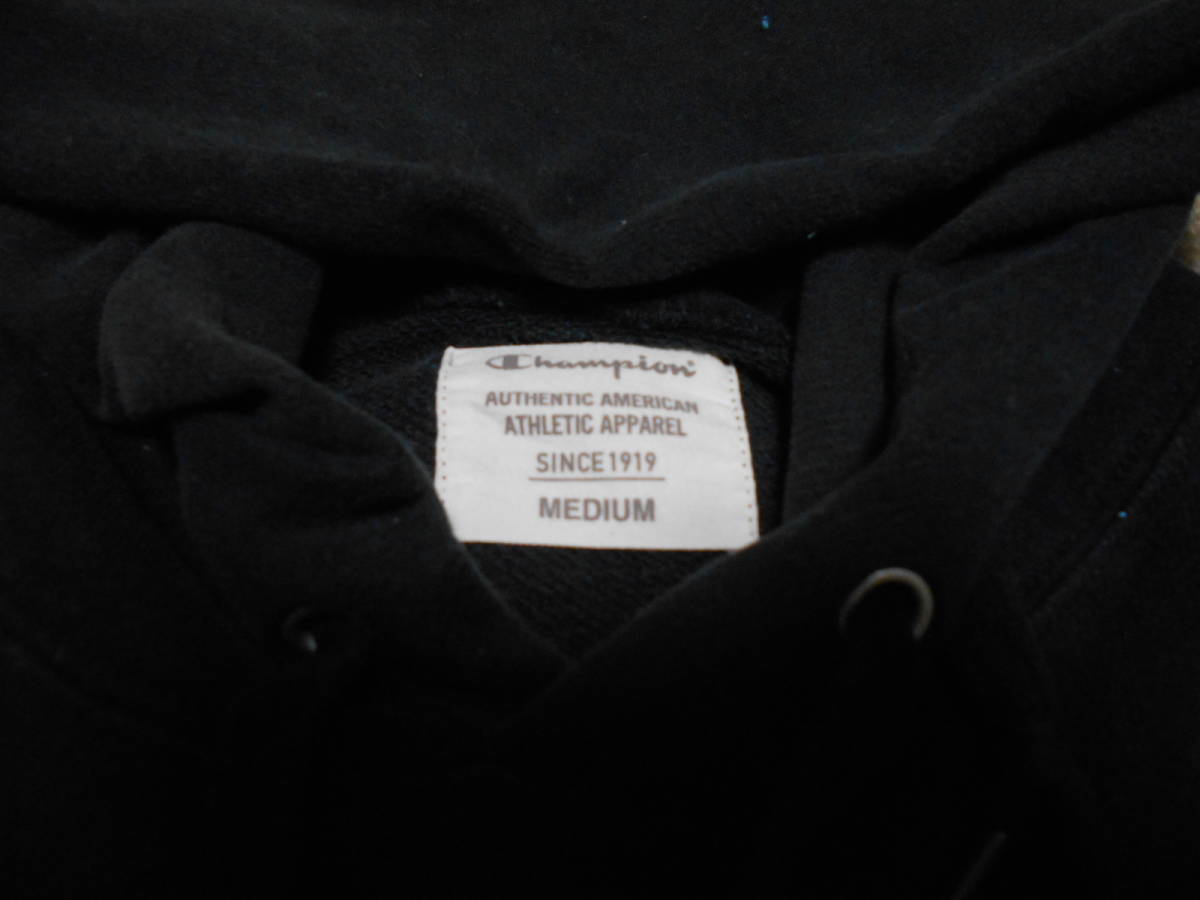 Champion
AUTHENTIC AMERICAN
ATHLETIC APPAREL
SINCE 1919
MEDIUM